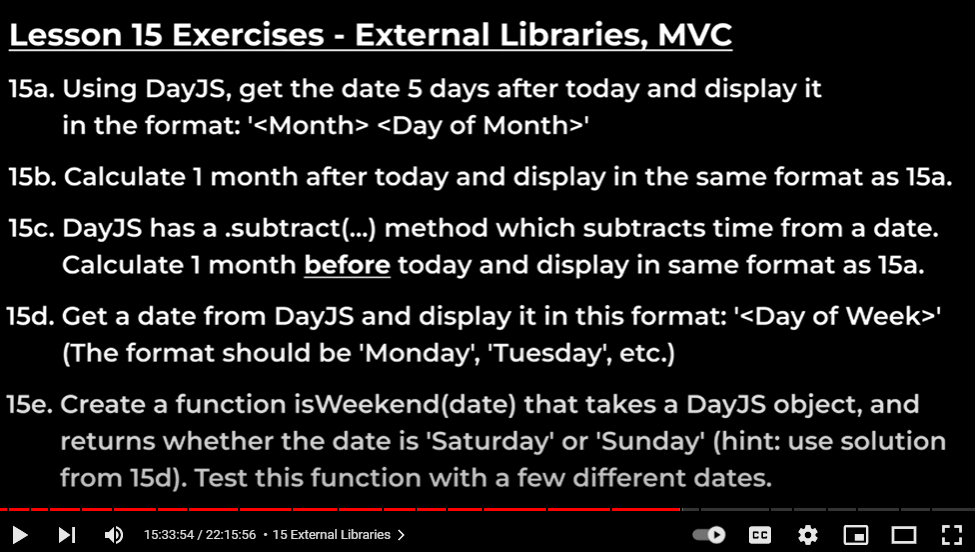 Lesson 15 Exercises - External Libraries, MVC
15a. Using DayJS, get the date 5 days after today and display it
in the format: '<Month> <Day of Month>'
15b. Calculate 1 month after today and display in the same format as 15a.
15c. DayJS has a .subtract(...) method which subtracts time from a date.
Calculate 1 month before today and display in same format as 15a.
15d. Get a date from DayJS and display it in this format: '<Day of Week>'
(The format should be 'Monday', 'Tuesday', etc.)
15e. Create a function isWeekend(date) that takes a DayJS object, and
returns whether the date is 'Saturday' or 'Sunday' (hint: use solution
from 15d). Test this function with a few different dates.
15:33:54 / 22:15:56 • 15 External Libraries >
CC